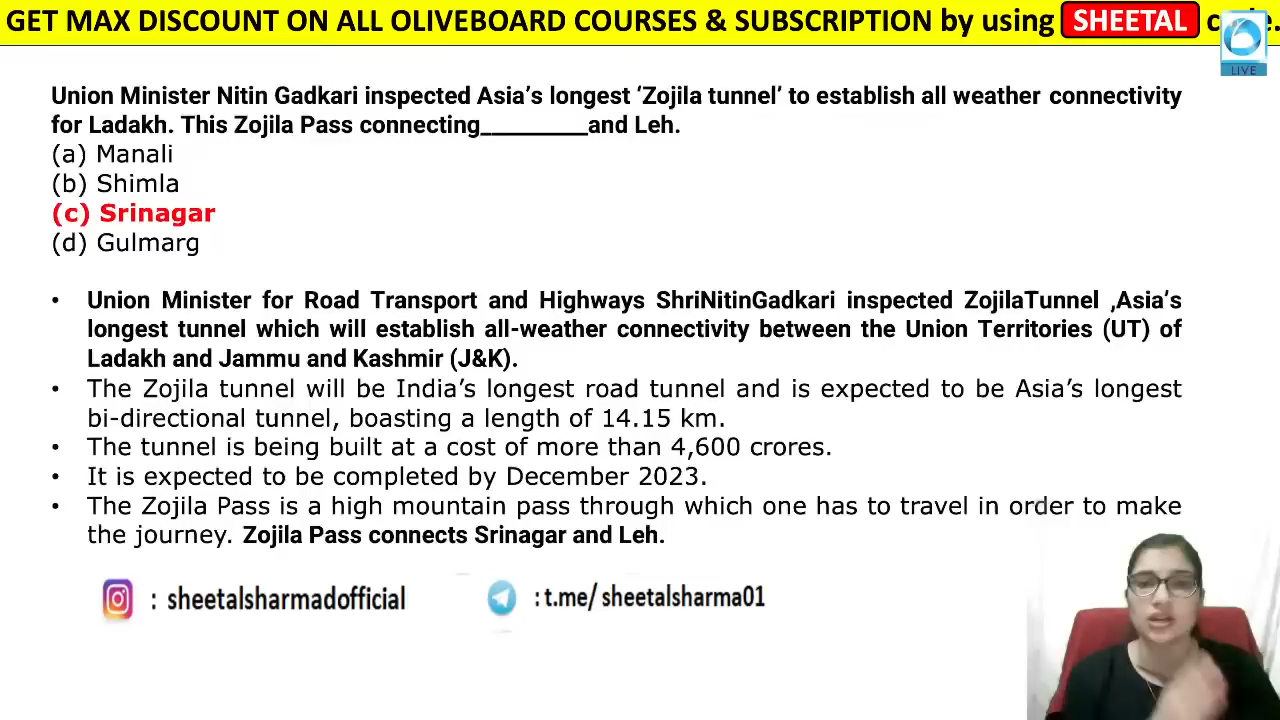 GET MAX DISCOUNT ON ALL OLIVEBOARD COURSES & SUBSCRIPTION by using SHEETAL
LIVE
Union Minister Nitin Gadkari inspected Asia's longest ‘Zojila tunnel’ to establish all weather connectivity
for Ladakh. This Zojila Pass connecting_________and Leh.
(a) Manali
(b) Shimla
(c) Srinagar
(d) Gulmarg
• Union Minister for Road Transport and Highways ShriNitinGadkari inspected ZojilaTunnel ,Asia's
longest tunnel which will establish all-weather connectivity between the Union Territories (UT) of
Ladakh and Jammu and Kashmir (J&K).
• The Zojila tunnel will be India's longest road tunnel and is expected to be Asia's longest
bi-directional tunnel, boasting a length of 14.15 km.
• The tunnel is being built at a cost of more than 4,600 crores.
• It is expected to be completed by December 2023.
• The Zojila Pass is a high mountain pass through which one has to travel in order to make
the journey. Zojila Pass connects Srinagar and Leh.
: sheetalsharmadofficial
: t.me/ sheetalsharma01